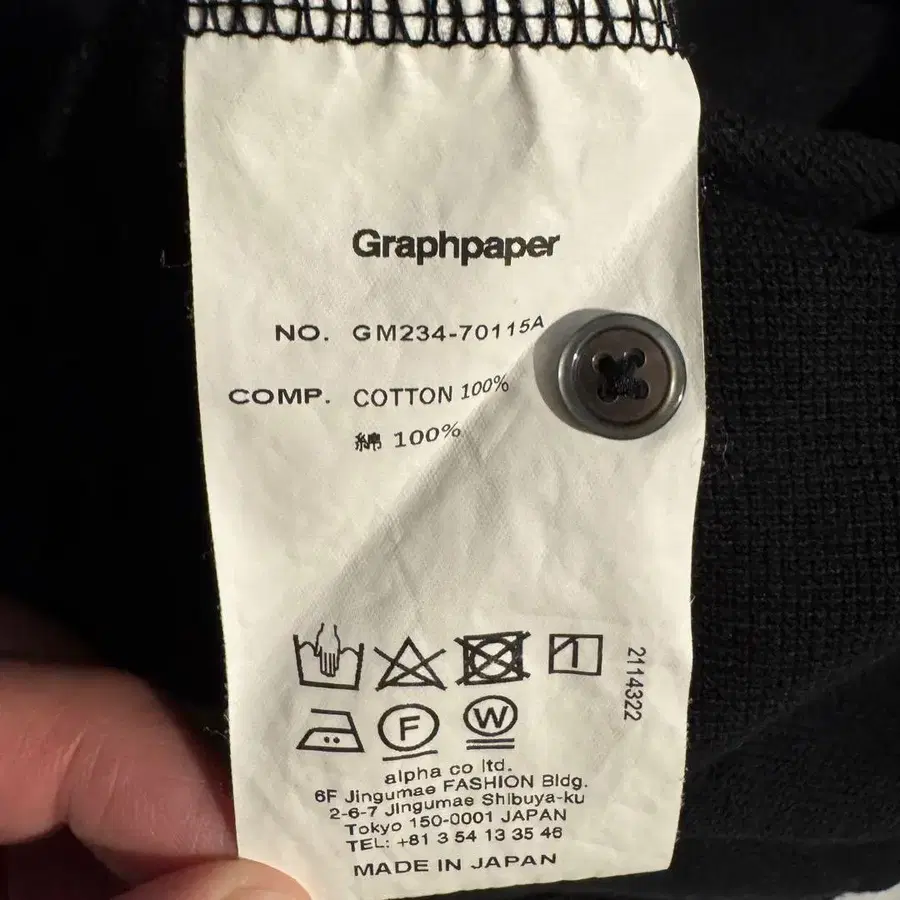 Graphpaper
NO. GM234-70115A
COMP. COTTON 100%
綿 100%
2114322
F
W
alpha co ltd.
6F Jingumae FASHION Bldg.
2-6-7 Jingumae Shibuya-ku
Tokyo 150-0001 JAPAN
TEL: +81 3 54 13 35 46
MADE IN JAPAN